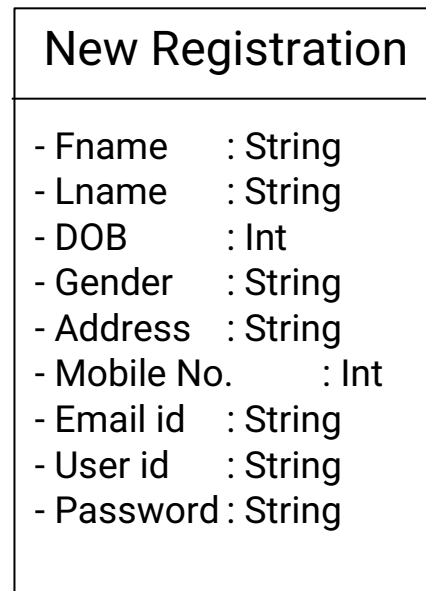 New Registration
- Fname : String
- Lname : String
- DOB : Int
- Gender : String
- Address : String
- Mobile No. : Int
- Email id : String
- User id : String
- Password : String